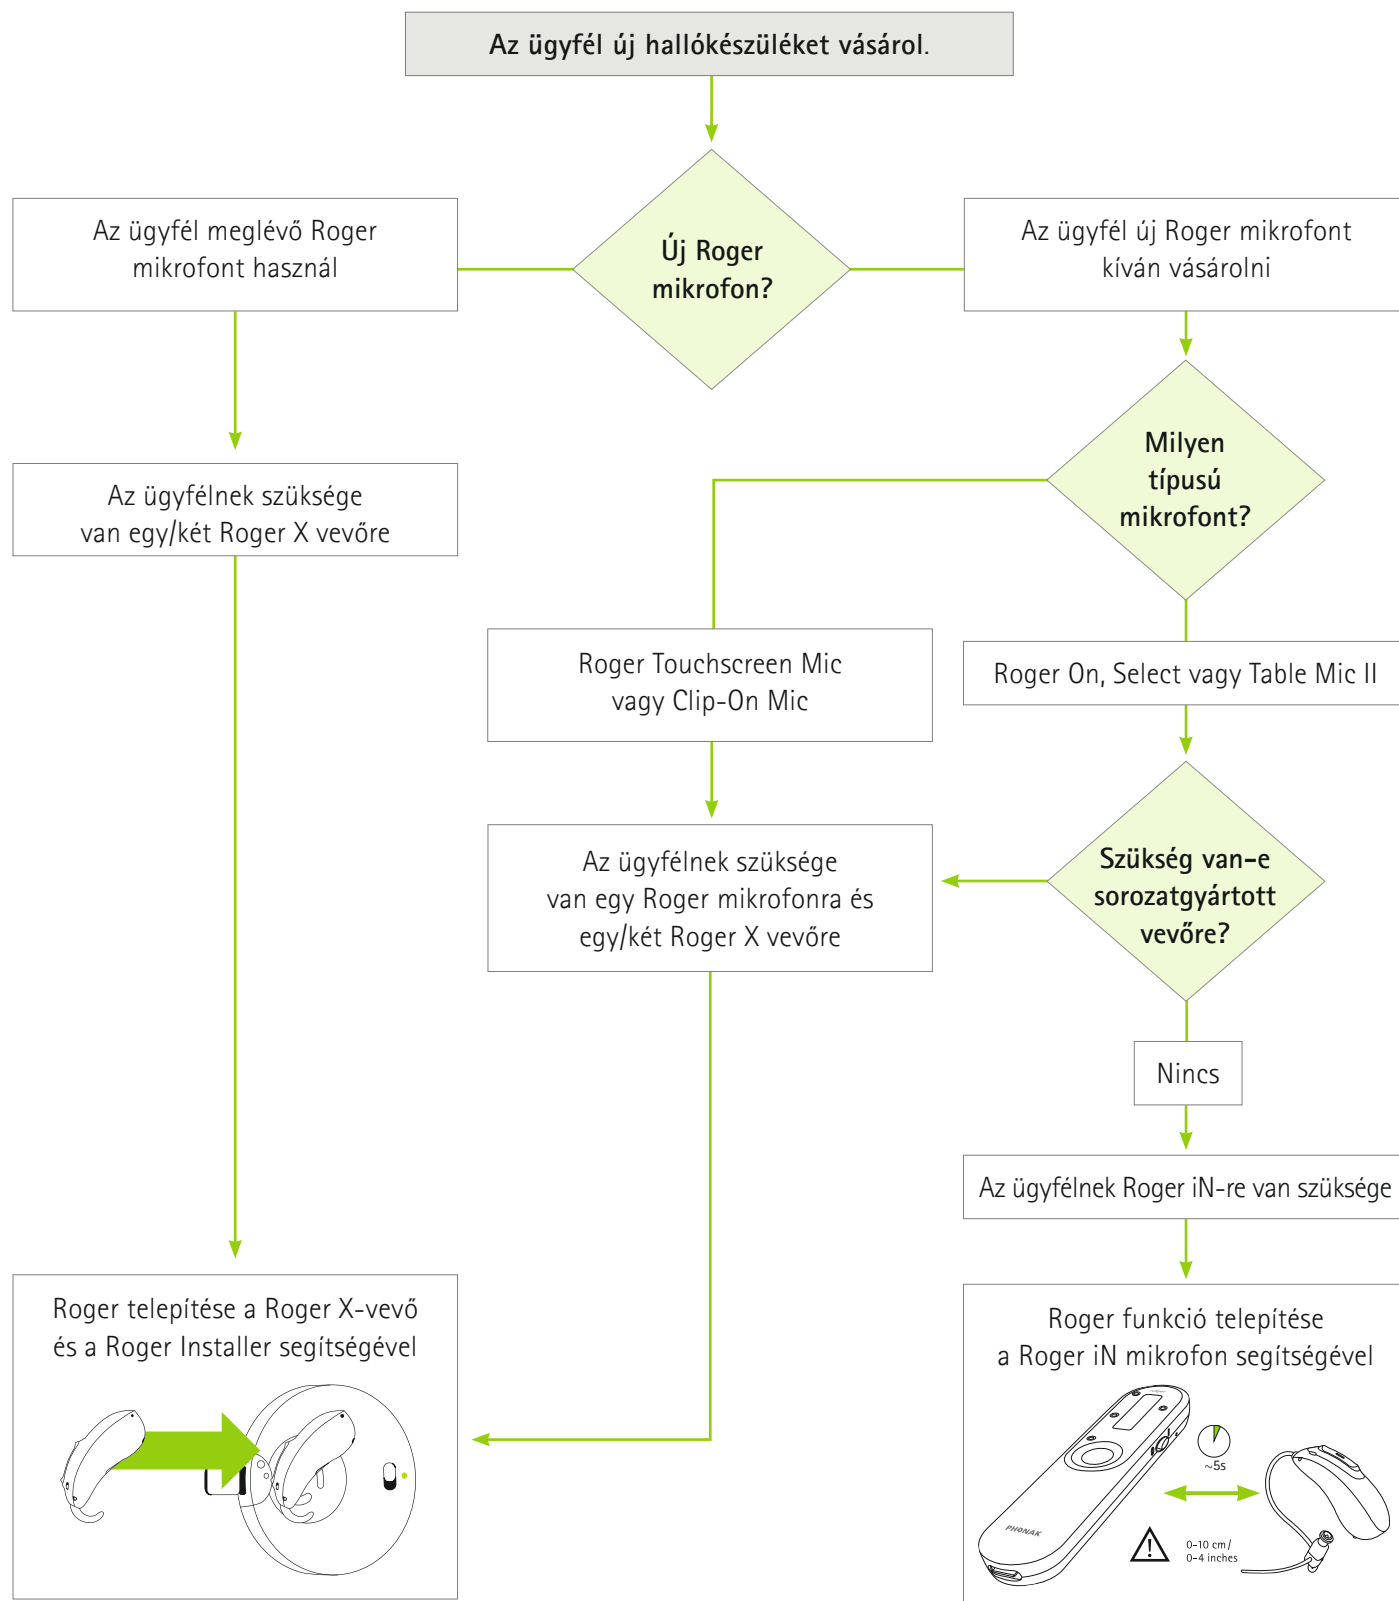 Az ügyfél új hallókészüléket vásárol.
Új Roger
mikrofon?
Az ügyfél meglévő Roger
mikrofont használ
Az ügyfél új Roger mikrofont
kíván vásárolni
Milyen
típusú
mikrofont?
Az ügyfélnek szüksége
van egy/két Roger X vevőre
Roger Touchscreen Mic
vagy Clip-On Mic
Roger On, Select vagy Table Mic II
Az ügyfélnek szüksége
van egy Roger mikrofonra és
egy/két Roger X vevőre
Szükség van-e
sorozatgyártott
vevőre?
Nincs
Az ügyfélnek Roger iN-re van szüksége
Roger telepítése a Roger X-vevő
és a Roger Installer segítségével
Roger funkció telepítése
a Roger iN mikrofon segítségével
~5s
PHONAK
0-10 cm/
0-4 inches